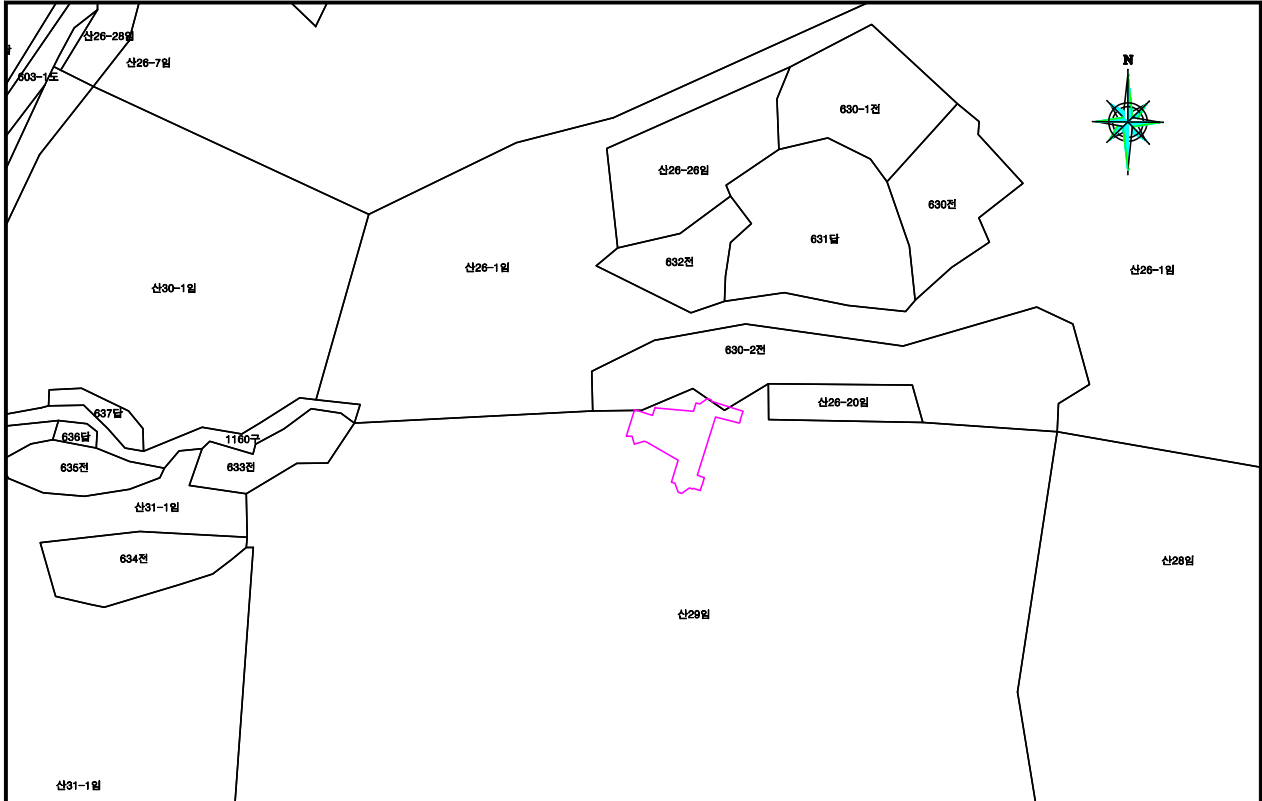 산26-28임
산26-7임
603-1도
N
630-1전
산26-26임
630전
631답
632전
산26-1임
산26-1임
산30-1임
630-2전
산26-20임
637답
636답
1160구
635전
633전
산31-1임
634전
산28임
산29임
산31-1임